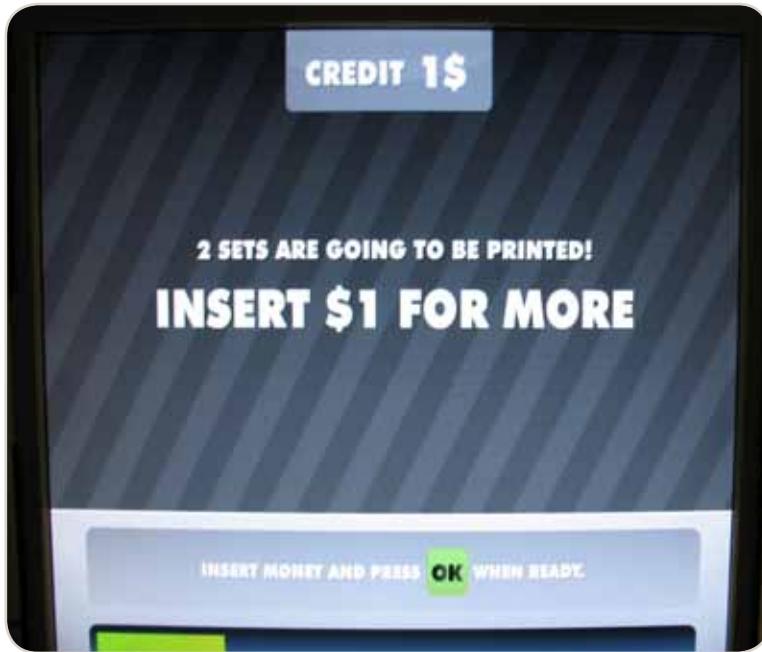 CREDIT 1$
2 SETS ARE GOING TO BE PRINTED!
INSERT $1 FOR MORE
INSERT MONEY AND PRESS OK WHEN READY.